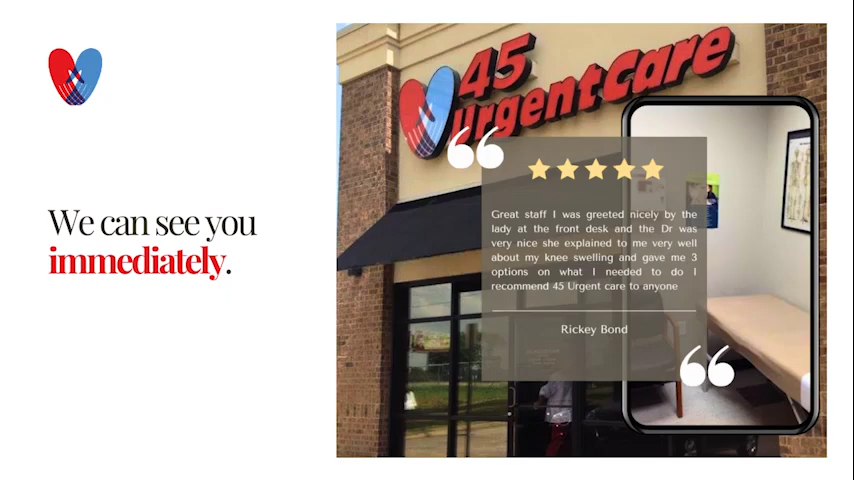 45
UrgentCare
We can see you
immediately.
“
Great staff I was greeted nicely by the
lady at the front desk and the Dr was
very nice she explained to me very well
about my knee swelling and gave me 3
options on what I needed to do I
recommend 45 Urgent care to anyone
Rickey Bond
“